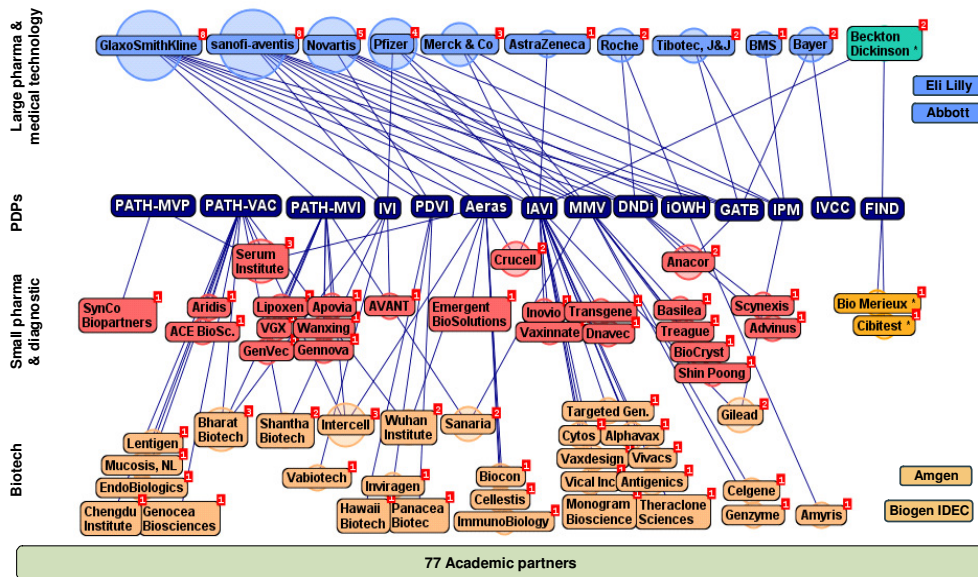 Large pharma &
medical technology
GlaxoSmithKline 8
sanofi-aventis 8
Novartis 5
Pfizer 4
Merck & Co 3
AstraZeneca 1
Roche 2
Tibotec, J&J 2
BMS 1
Bayer 2
Beckton 2
Dickinson *
Eli Lilly
Abbott
PDPs
PATH-MVP
PATH-VAC
PATH-MVI
IVI
PDVI
Aeras
IAVI
MMV
DNDi
iOWH
GATB
IPM
IVCC
FIND
Small pharma
& diagnostic
Serum 3
Institute
Crucell 2
Anacor 2
SynCo 1
Biopartners
Aridis 1
ACE BioSc. 1
Lipoxen 1
Apovia 1
VGX
Wanxing 1
GenVec
Gennova 1
AVANT 1
Emergent 1
BioSolutions
Inovio
Transgene 1
Vaxinnate
Dnavec 1
Basilea 1
Treague 1
BioCryst 1
Shin Poong 1
Scynexis 1
Advinus 1
Bio Merieux * 1
Cibitest * 1
Biotech
Bharat 3
Biotech
Shantha 2
Biotech
Intercell 3
Wuhan 2
Institute
Sanaria 2
Targeted Gen. 1
Cytos 1
Alphavax 1
Vaxdesign
Vivacs 1
Vical Inc
Antigenics 1
Monogram 1
Bioscience
Theraclone 1
Sciences
Gilead 2
Lentigen 1
Mucosis, NL 1
EndoBiologics 1
Chengdu 1
Institute
Genocea 1
Biosciences
Vabiotech 1
Inviragen 1
Hawaii
Biotech
Panacea 1
Biotec
Biocon 1
Cellestis 1
ImmunoBiology 1
Celgene 1
Genzyme 1
Amyris 1
Amgen
Biogen IDEC
77 Academic partners